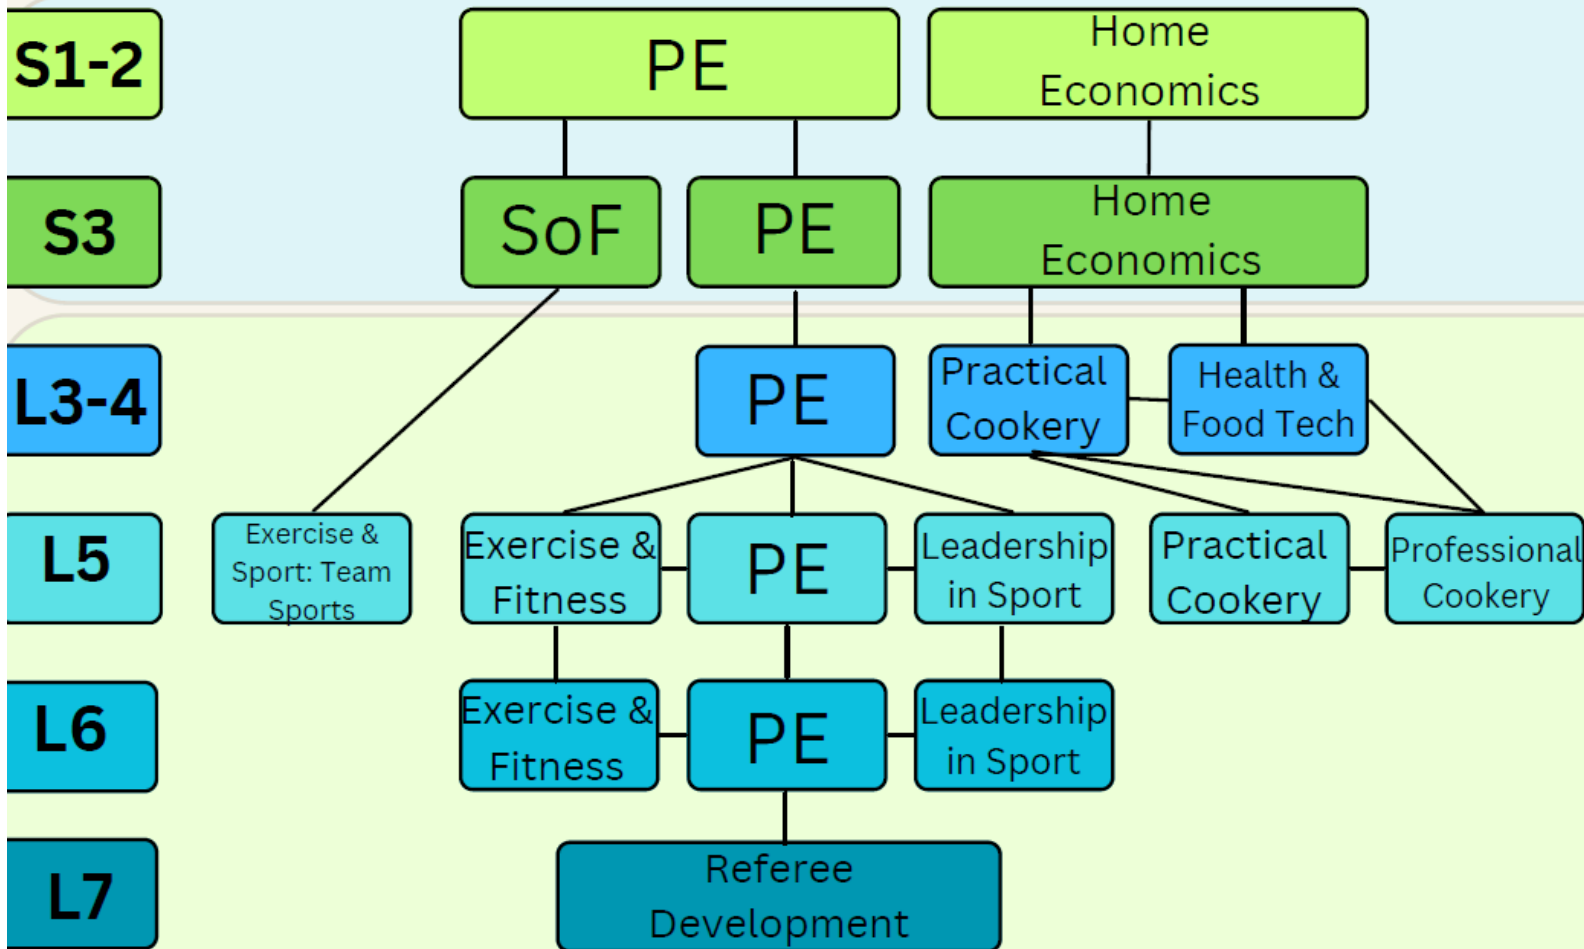 S1-2
PE
Home
Economics
S3
SoF
PE
Home
Economics
L3-4
PE
Practical
Cookery
Health &
Food Tech
L5
Exercise &
Sport: Team
Sports
Exercise &
Fitness
PE
Leadership
in Sport
Practical
Cookery
Professional
Cookery
L6
Exercise &
Fitness
PE
Leadership
in Sport
L7
Referee
Development